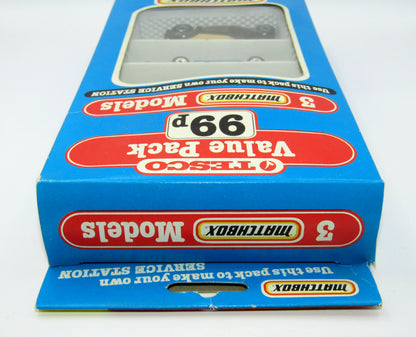 Use this pack to make your own
SERVICE STATION
MATCHBOX
3 MATCHBOX Models
TESCO
Value Pack
99p
3 MATCHBOX Models
Use this pack to make your own SERVICE STATION
MATCHBOX